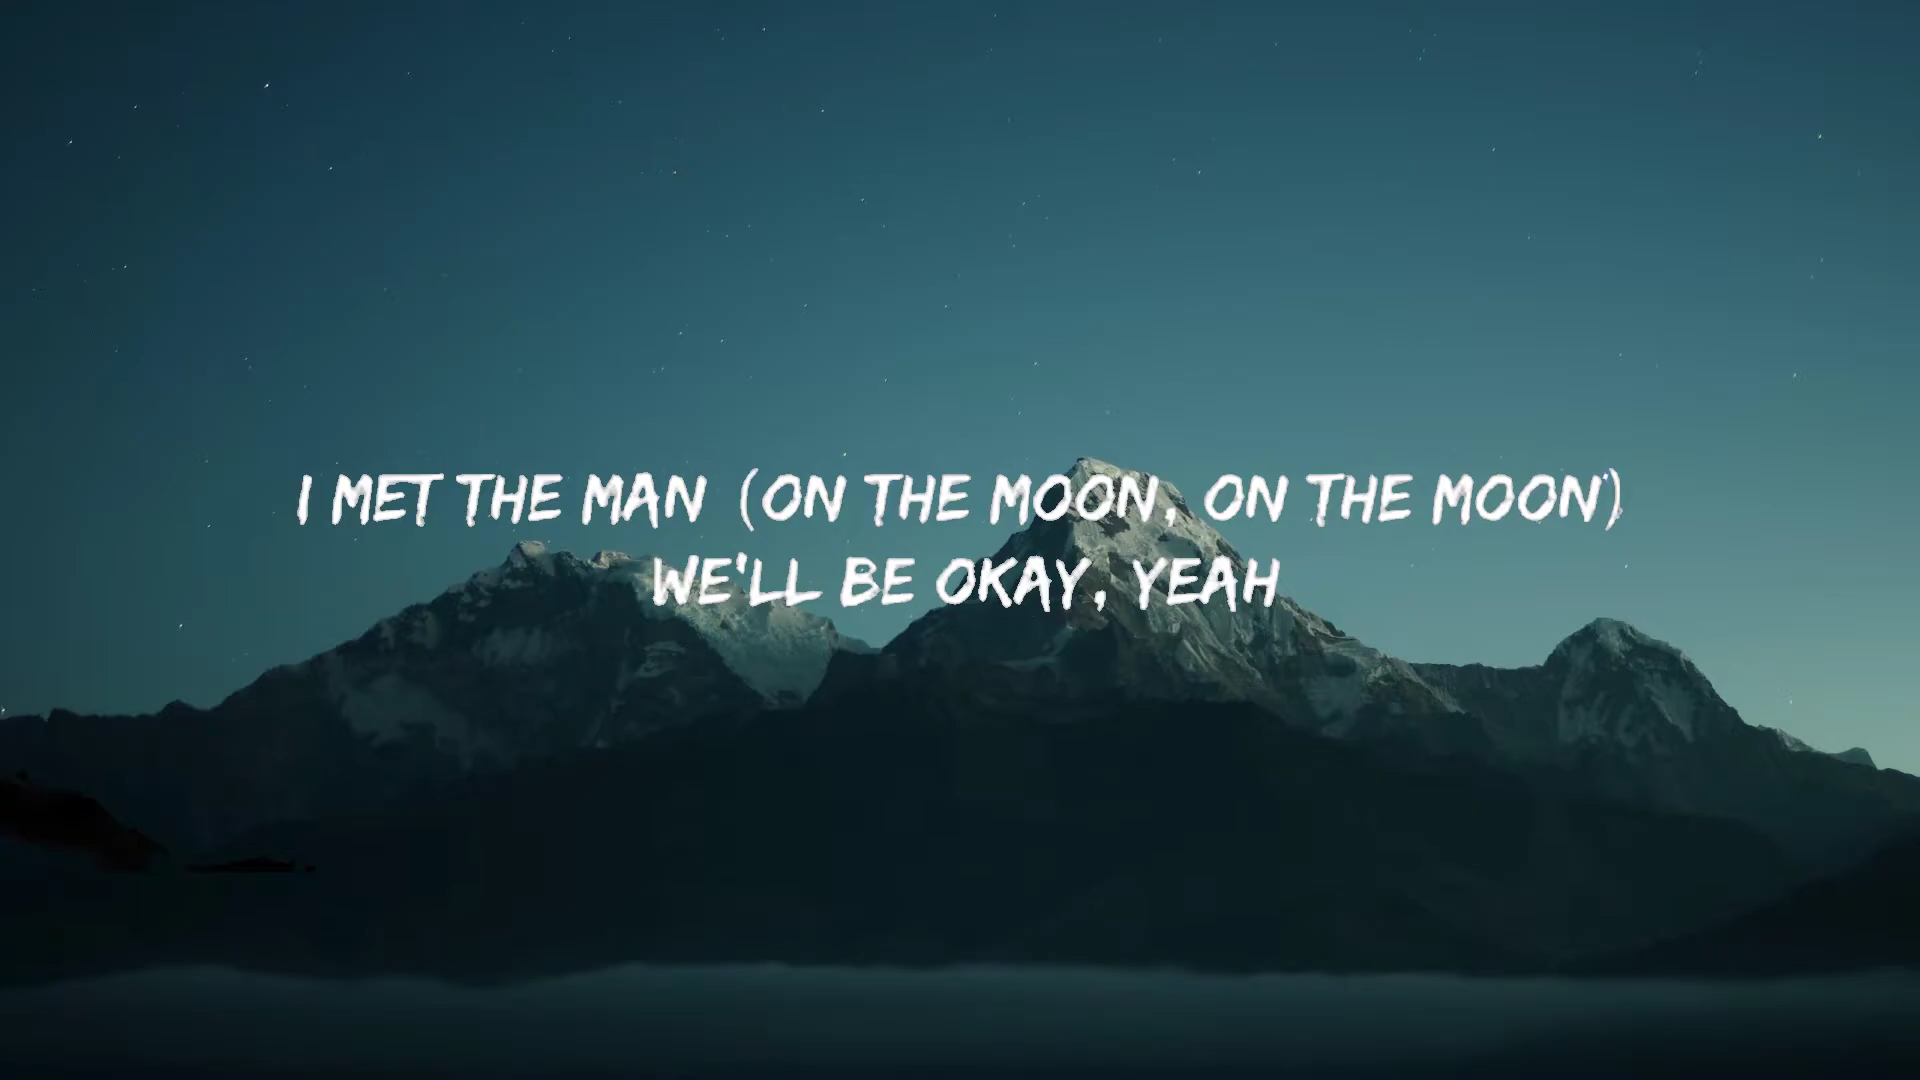 I MET THE MAN (ON THE MOON, ON THE MOON)
WE'LL BE OKAY, YEAH